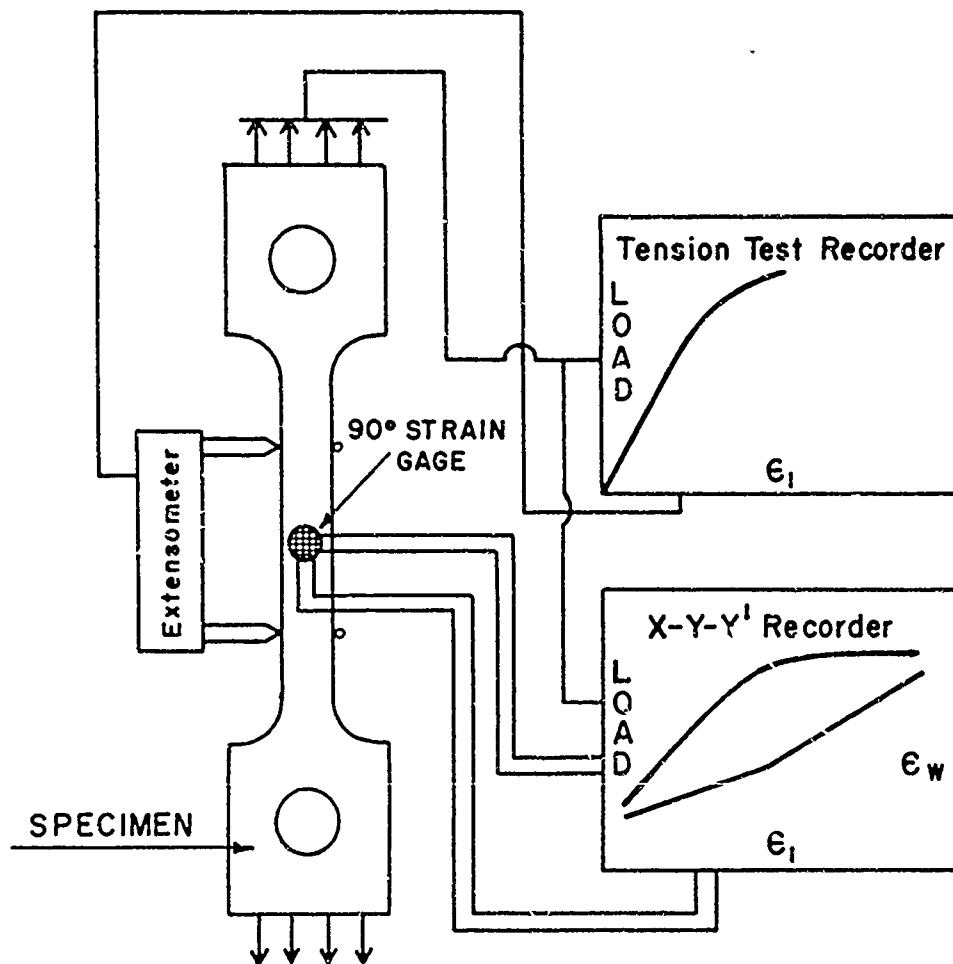 Tension Test Recorder
LOAD
ϵ₁
90° STRAIN
GAGE
Extensometer
X-Y-Y' Recorder
LOAD
ϵw
ϵ₁
SPECIMEN